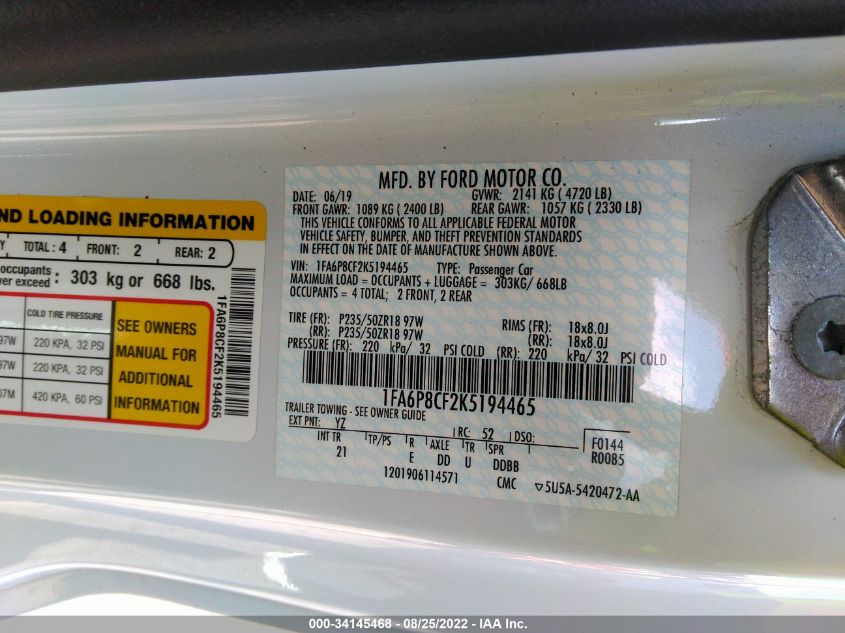 ND LOADING INFORMATION
Y TOTAL: 4 FRONT: 2 REAR: 2
occupants
er exceed : 303 kg or 668 lbs.
COLD TIRE PRESSURE
97W 220 KPA, 32 PSI
97W 220 KPA, 32 PSI
07M 420 KPA, 60 PSI
SEE OWNERS
MANUAL FOR
ADDITIONAL
INFORMATION
1FA6P8CF2K5194465
MFD. BY FORD MOTOR CO.
DATE: 06/19 GVWR: 2141 KG ( 4720 LB)
FRONT GAWR: 1089 KG ( 2400 LB) REAR GAWR: 1057 KG ( 2330 LB)
THIS VEHICLE CONFORMS TO ALL APPLICABLE FEDERAL MOTOR
VEHICLE SAFETY, BUMPER, AND THEFT PREVENTION STANDARDS
IN EFFECT ON THE DATE OF MANUFACTURE SHOWN ABOVE.
VIN: 1FA6P8CF2K5194465 TYPE: Passenger Car
MAXIMUM LOAD = OCCUPANTS + LUGGAGE = 303KG/ 668LB
OCCUPANTS = 4 TOTAL; 2 FRONT, 2 REAR
TIRE (FR): P235/50ZR18 97W RIMS (FR): 18x8.0J
(RR): P235/50ZR18 97W (RR): 18x8.0J
PRESSURE (FR): 220 kPa/ 32 PSI COLD (RR): 220 kPa/ 32 PSI COLD
1FA6P8CF2K5194465
TRAILER TOWING - SEE OWNER GUIDE
EXT PNT: YZ RC: 52 DSO:
INT TR TP/PS R AXLE TR SPR
21 E DD U DDBB
F0144
R0085
1201906114571 CMC ▽5U5A-5420472-AA
000-34145468 - 08/25/2022 - IAA Inc.